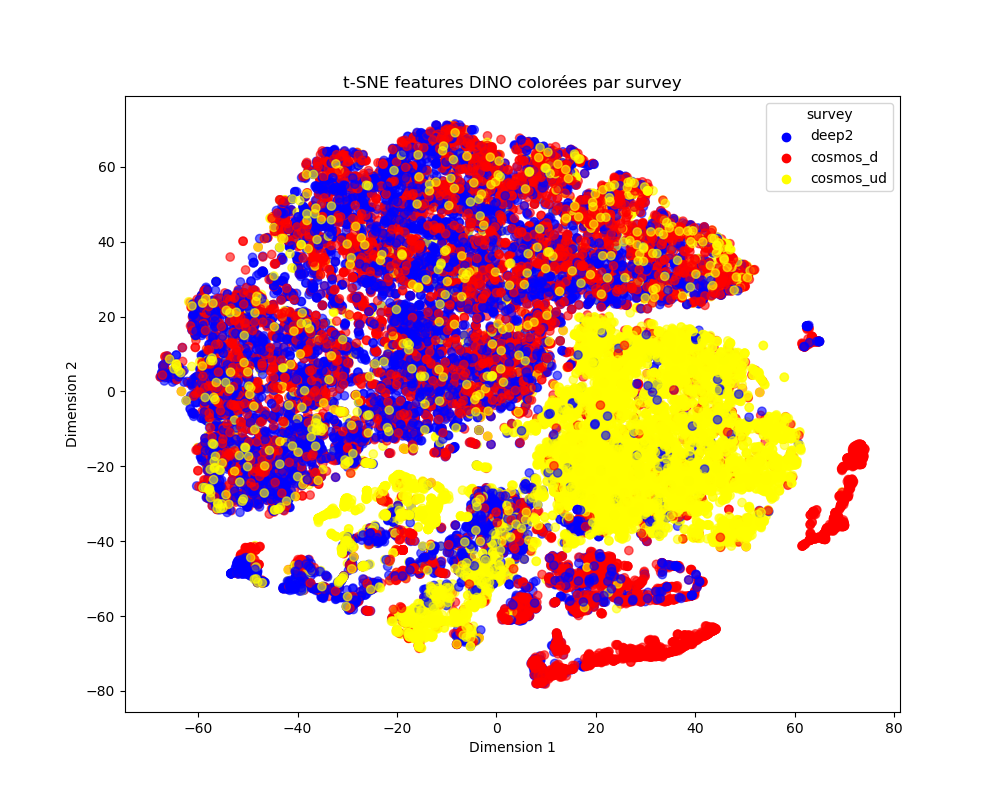 t-SNE features DINO colorées par survey
survey
deep2
cosmos_d
cosmos_ud
60
40
20
0
−20
−40
−60
−80
Dimension 2
−60 −40 −20 0 20 40 60 80
Dimension 1